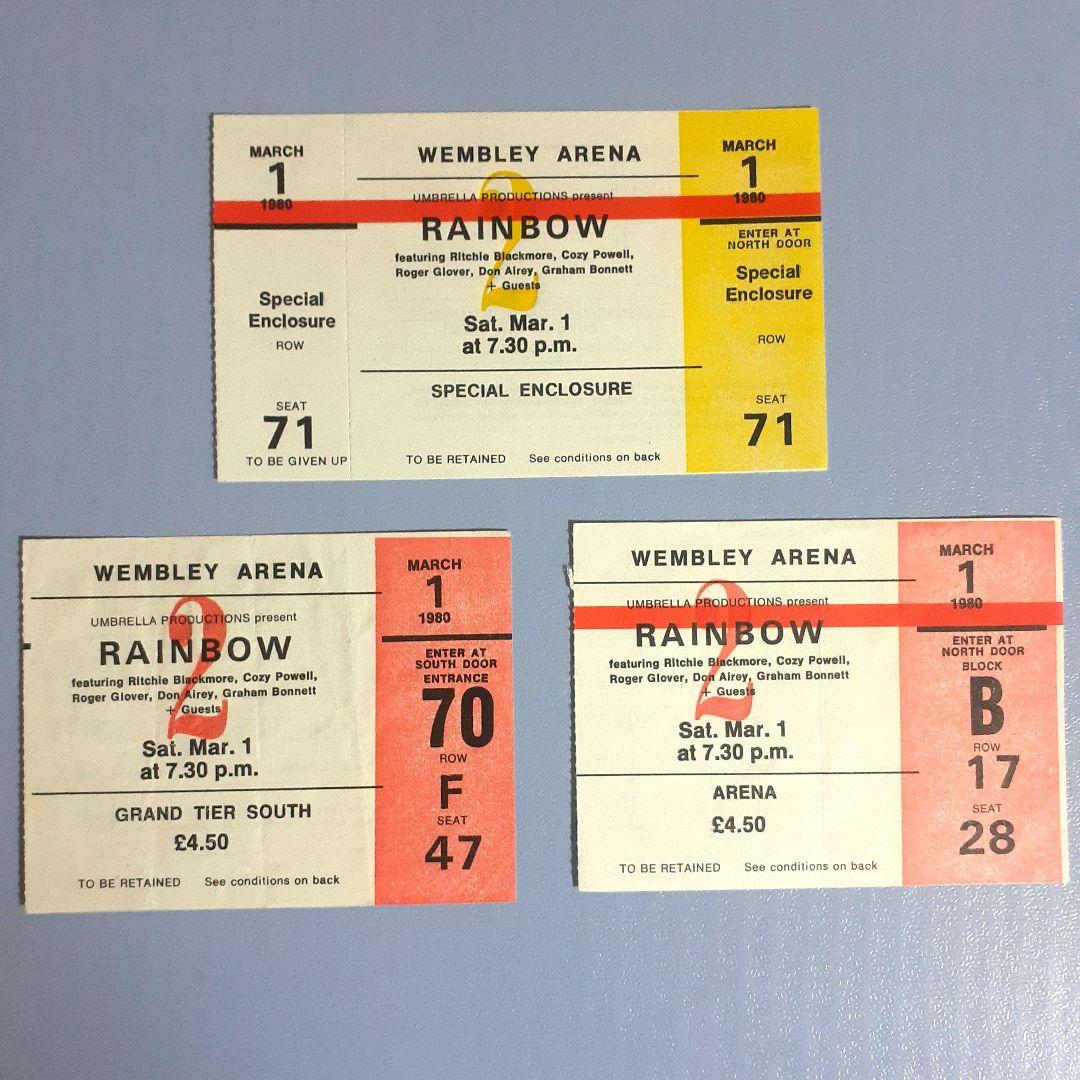 MARCH
1
1980
Special
Enclosure
ROW
SEAT
71
TO BE GIVEN UP
WEMBLEY ARENA
2
UMBRELLA PRODUCTIONS present
RAINBOW
featuring Ritchie Blackmore, Cozy Powell,
Roger Glover, Don Airey, Graham Bonnett
+ Guests
Sat. Mar. 1
at 7.30 p.m.
SPECIAL ENCLOSURE
TO BE RETAINED See conditions on back
MARCH
1
1980
ENTER AT
NORTH DOOR
Special
Enclosure
ROW
SEAT
71
WEMBLEY ARENA
2
UMBRELLA PRODUCTIONS present
RAINBOW
featuring Ritchie Blackmore, Cozy Powell,
Roger Glover, Don Airey, Graham Bonnett
+ Guests
Sat. Mar. 1
at 7.30 p.m.
GRAND TIER SOUTH
£4.50
TO BE RETAINED See conditions on back
MARCH
1
1980
ENTER AT
SOUTH DOOR
ENTRANCE
70
ROW
F
SEAT
47
WEMBLEY ARENA
2
UMBRELLA PRODUCTIONS present
RAINBOW
featuring Ritchie Blackmore, Cozy Powell,
Roger Glover, Don Airey, Graham Bonnett
+ Guests
Sat. Mar. 1
at 7.30 p.m.
ARENA
£4.50
TO BE RETAINED See conditions on back
MARCH
1
1980
ENTER AT
NORTH DOOR
BLOCK
B
ROW
17
SEAT
28